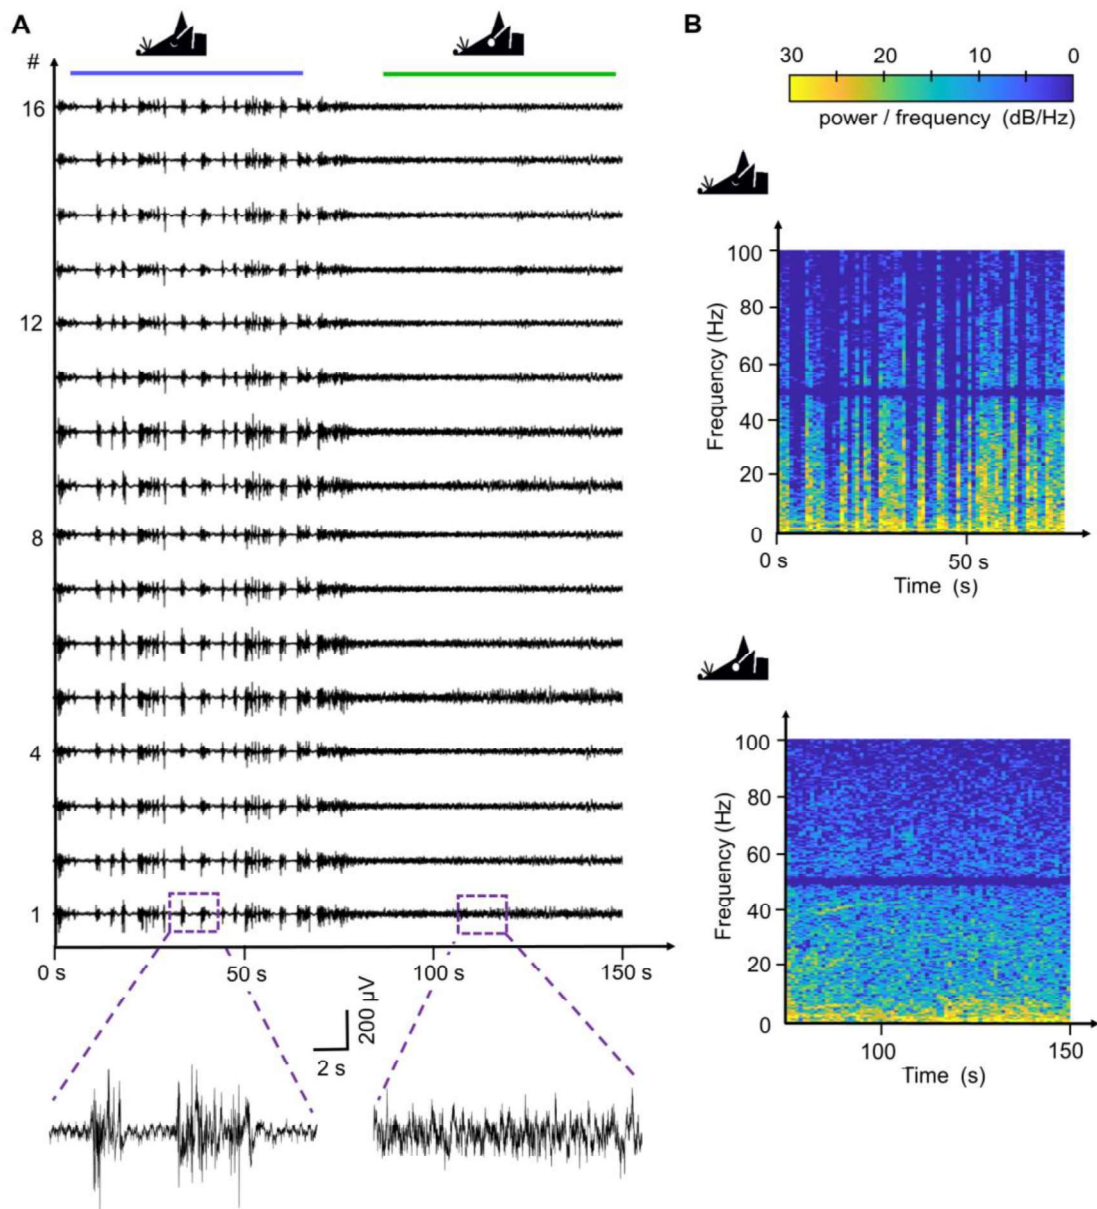 A
#
16
12
8
4
1
0 s 50 s 100 s 150 s
200 µV
2 s
B
30 20 10 0
power / frequency (dB/Hz)
100
80
60
40
20
0
Frequency (Hz)
0 s 50 s
Time (s)
100
80
60
40
20
0
Frequency (Hz)
100 150
Time (s)